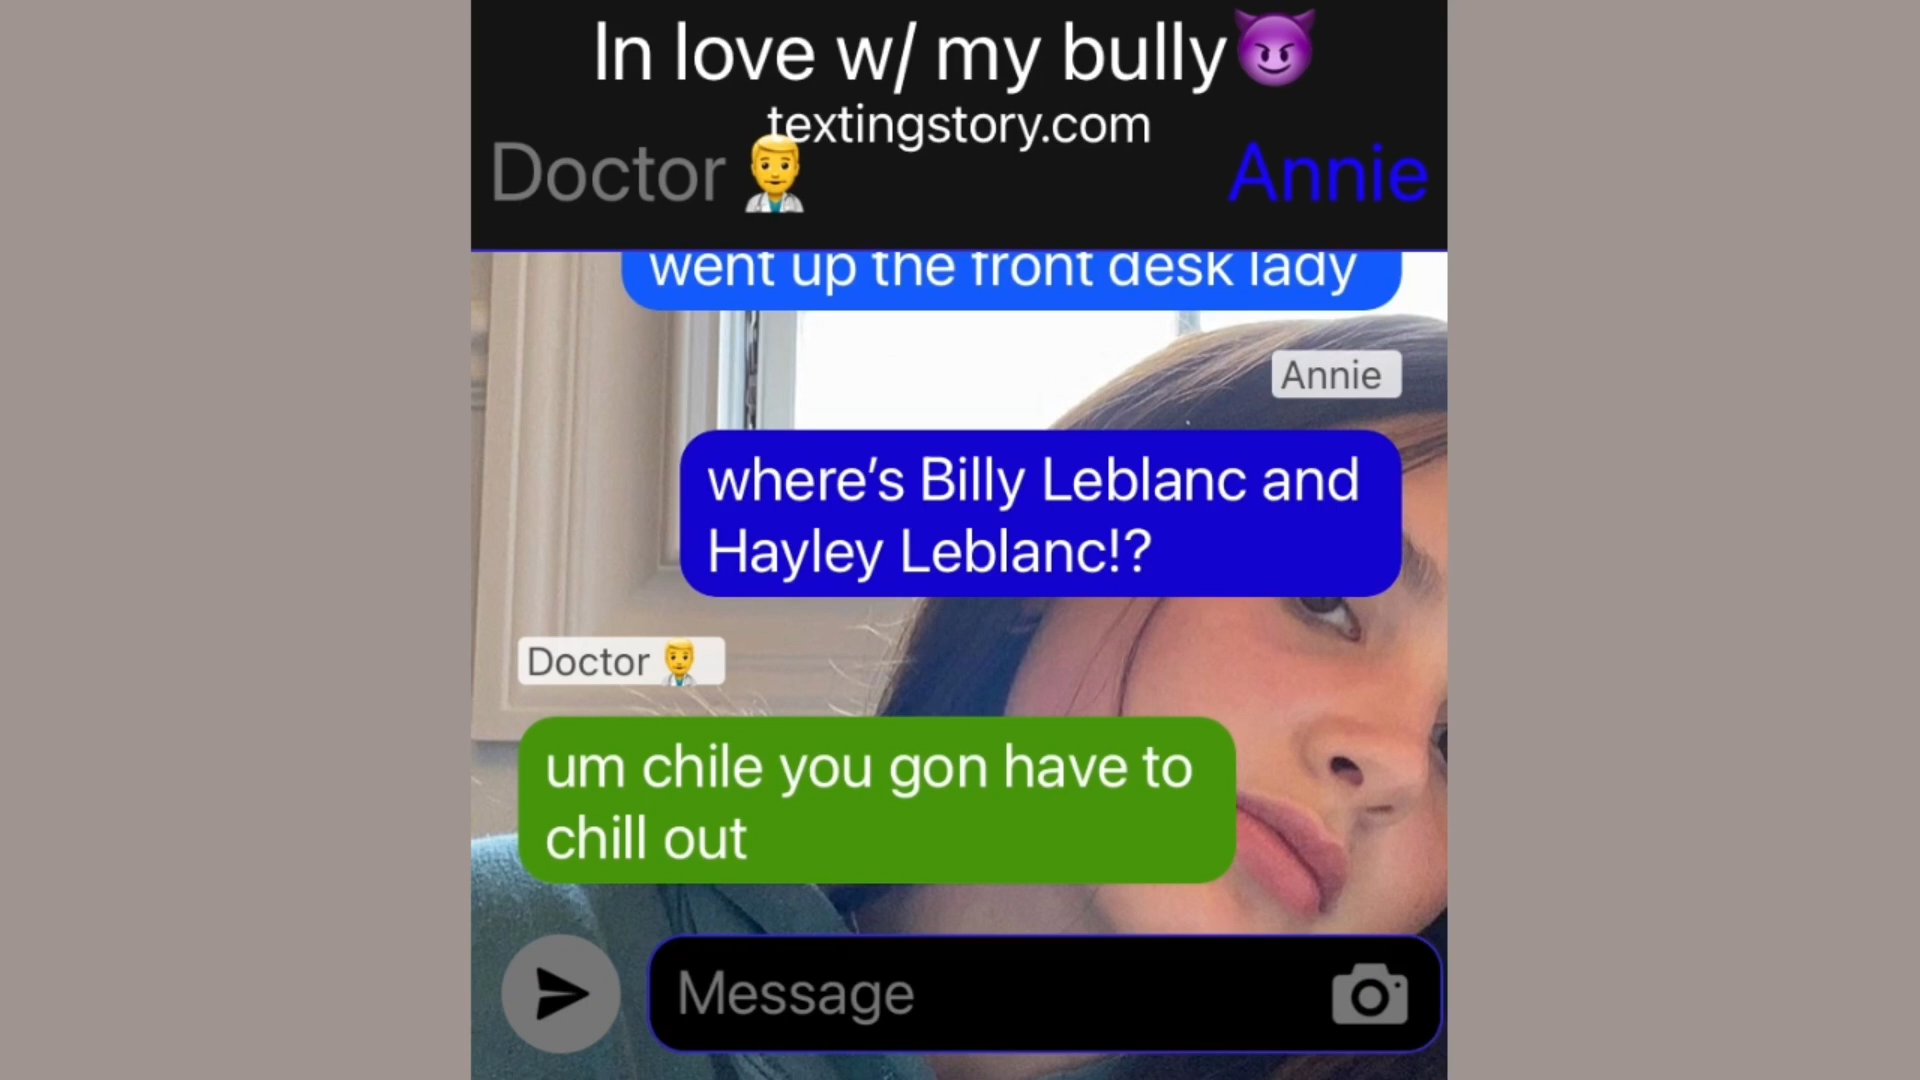 In love w/ my bully😈
textingstory.com
Doctor 👨‍⚕️
Annie
went up the front desk lady
Annie
where’s Billy Leblanc and
Hayley Leblanc!?
Doctor 👨‍⚕️
um chile you gon have to
chill out
Message